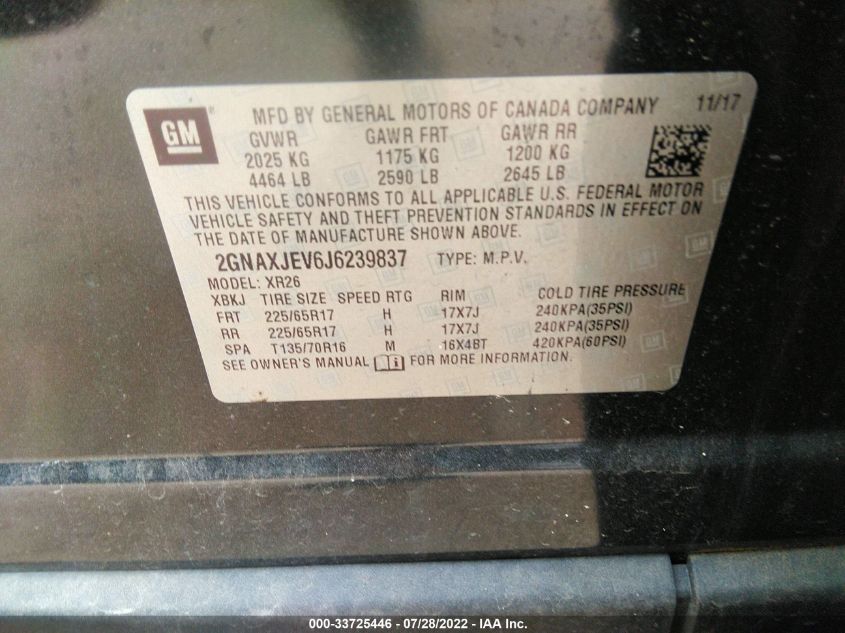 GM MFD BY GENERAL MOTORS OF CANADA COMPANY 11/17
GVWR GAWR FRT GAWR RR
2025 KG 1175 KG 1200 KG
4464 LB 2590 LB 2645 LB
THIS VEHICLE CONFORMS TO ALL APPLICABLE U.S. FEDERAL MOTOR
VEHICLE SAFETY AND THEFT PREVENTION STANDARDS IN EFFECT ON
THE DATE OF MANUFACTURE SHOWN ABOVE.
2GNAXJEV6J6239837 TYPE: M.P.V.
MODEL: XR26
XBKJ TIRE SIZE SPEED RTG RIM COLD TIRE PRESSURE
FRT 225/65R17 H 17X7J 240KPA(35PSI)
RR 225/65R17 H 17X7J 240KPA(35PSI)
SPA T135/70R16 M 16X4BT 420KPA(60PSI)
SEE OWNER'S MANUAL FOR MORE INFORMATION.
000-33725446 / 07/28/2022 - IAA Inc.